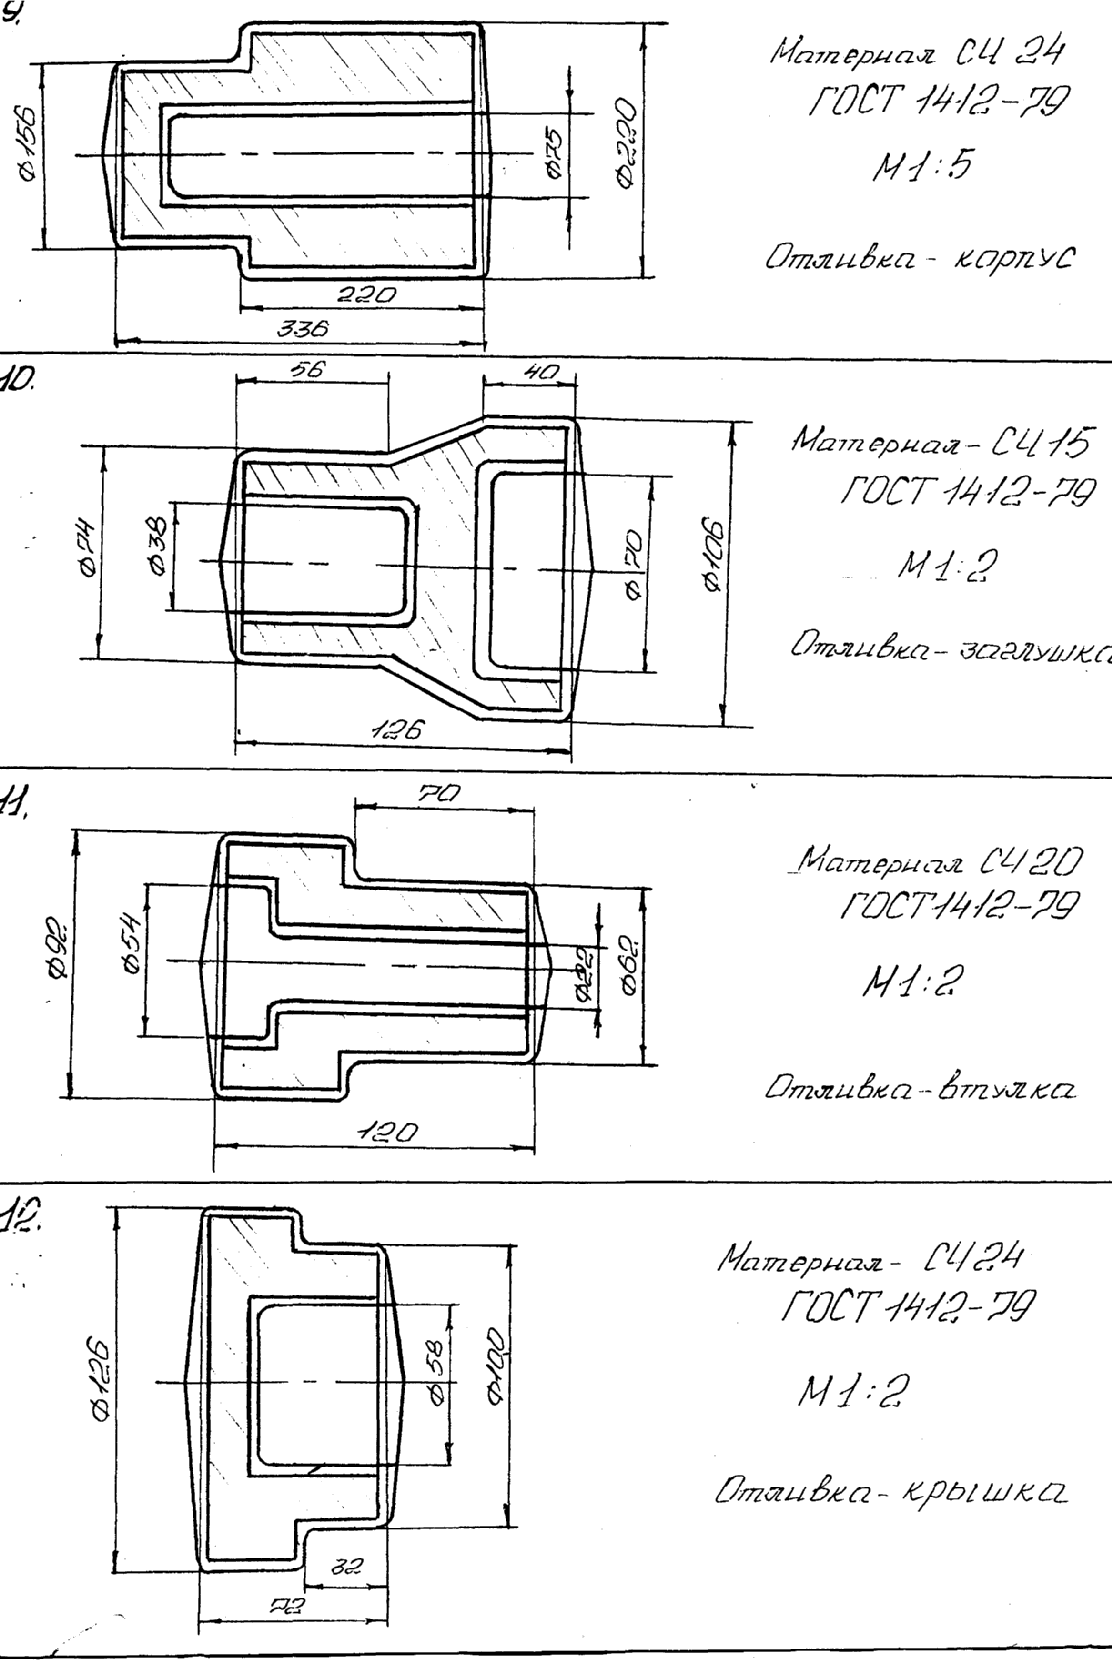 9.
Материал СЧ 24
ГОСТ 1412-79
М1:5
Отливка - корпус
Ф156
Ф75
Ф220
220
336
10.
56
40
Материал - СЧ 15
ГОСТ 1412-79
М1:2
Отливка - заглушка
Ф74
Ф38
Ф70
Ф106
126
11.
70
Материал СЧ 20
ГОСТ 1412-79
М1:2
Отливка - втулка
Ф92
Ф54
Ф22
Ф62
120
12.
Материал - СЧ 24
ГОСТ 1412-79
М1:2
Отливка - крышка
Ф126
Ф58
Ф100
32
72